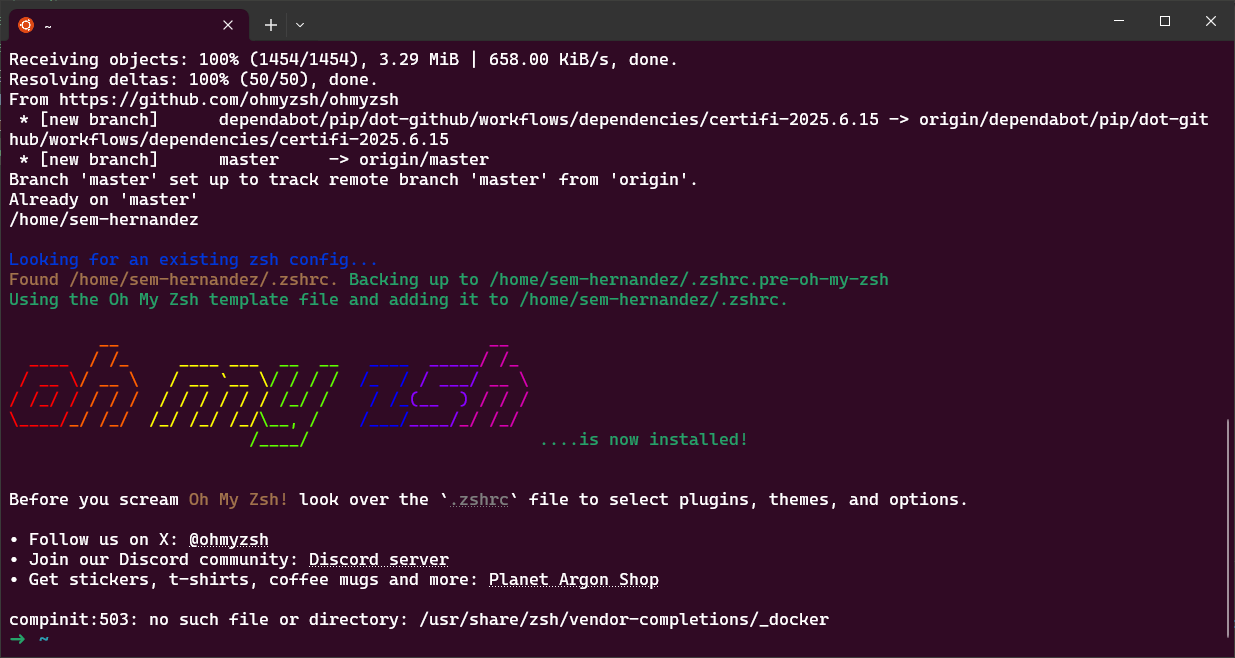 ~
Receiving objects: 100% (1454/1454), 3.29 MiB | 658.00 KiB/s, done.
Resolving deltas: 100% (50/50), done.
From https://github.com/ohmyzsh/ohmyzsh
 * [new branch]      dependabot/pip/dot-github/workflows/dependencies/certifi-2025.6.15 -> origin/dependabot/pip/dot-git
hub/workflows/dependencies/certifi-2025.6.15
 * [new branch]      master     -> origin/master
Branch 'master' set up to track remote branch 'master' from 'origin'.
Already on 'master'
/home/sem-hernandez
Looking for an existing zsh config...
Found /home/sem-hernandez/.zshrc. Backing up to /home/sem-hernandez/.zshrc.pre-oh-my-zsh
Using the Oh My Zsh template file and adding it to /home/sem-hernandez/.zshrc.
oh my zsh
....is now installed!
Before you scream Oh My Zsh! look over the `.zshrc` file to select plugins, themes, and options.
• Follow us on X: @ohmyzsh
• Join our Discord community: Discord server
• Get stickers, t-shirts, coffee mugs and more: Planet Argon Shop
compinit:503: no such file or directory: /usr/share/zsh/vendor-completions/_docker
➜ ~